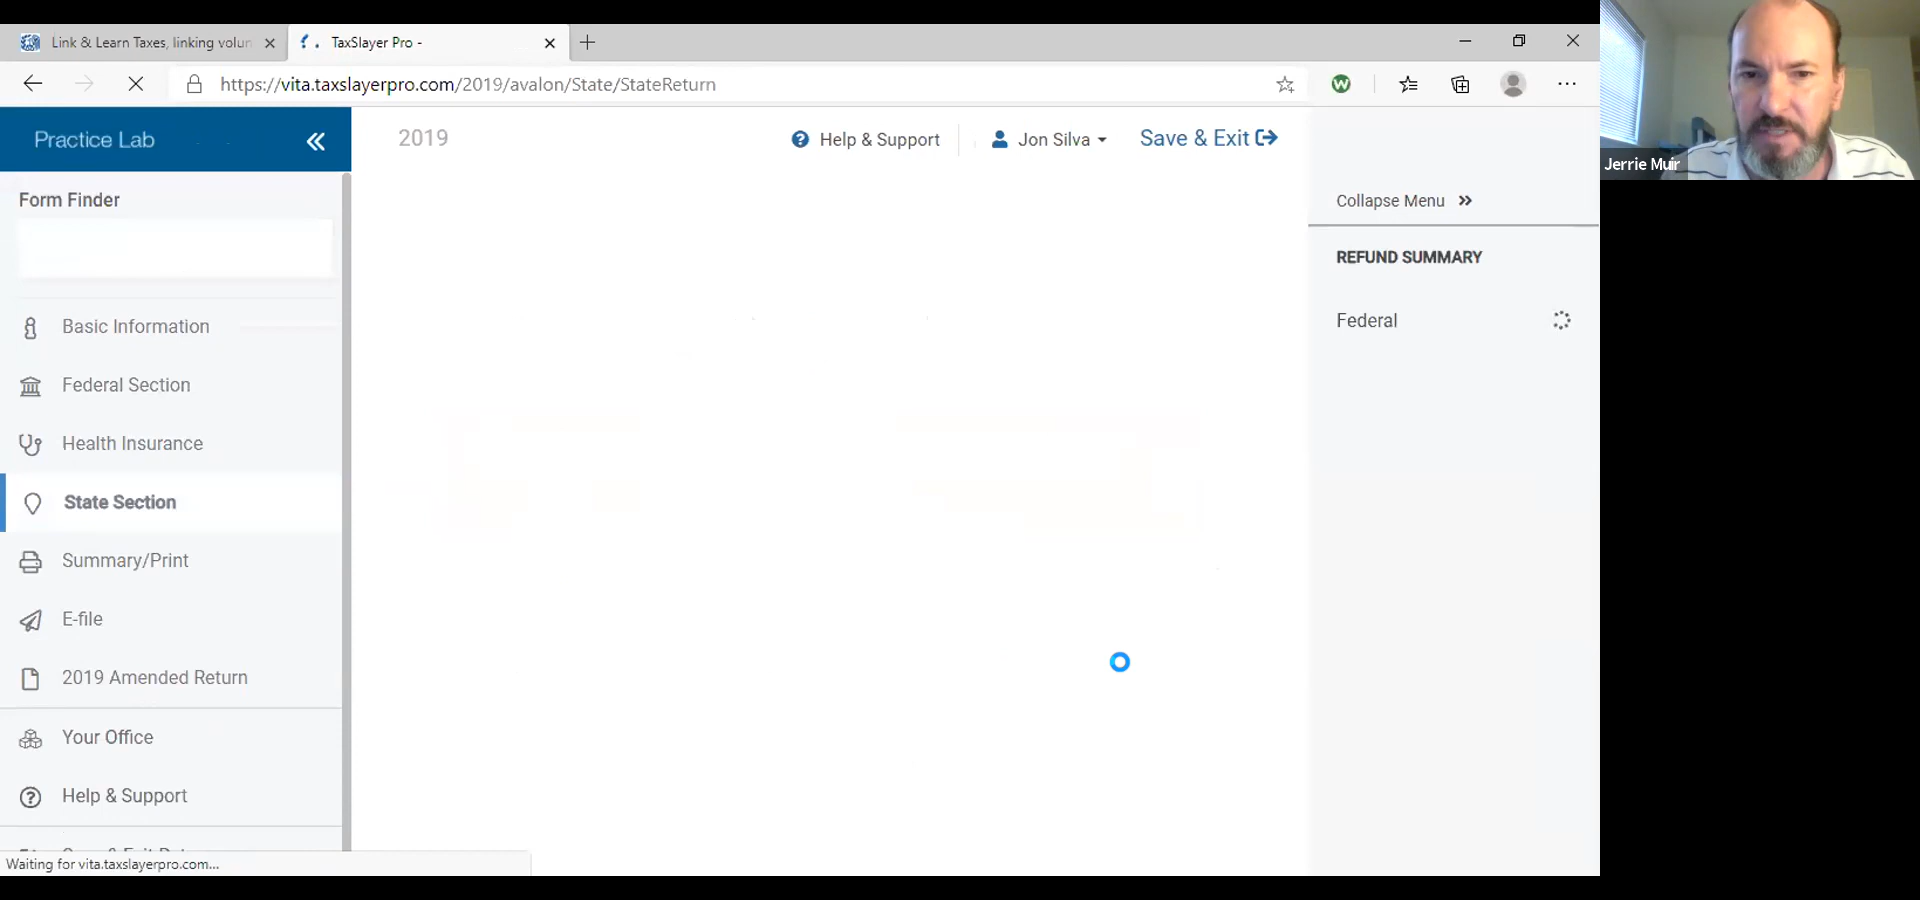 Link & Learn Taxes, linking volun
TaxSlayer Pro -
https://vita.taxslayerpro.com/2019/avalon/State/StateReturn
W
Practice Lab
2019
Help & Support
Jon Silva
Save & Exit
Jerrie Muir
Form Finder
Collapse Menu
REFUND SUMMARY
Federal
Basic Information
Federal Section
Health Insurance
State Section
Summary/Print
E-file
2019 Amended Return
Your Office
Help & Support
Waiting for vita.taxslayerpro.com...